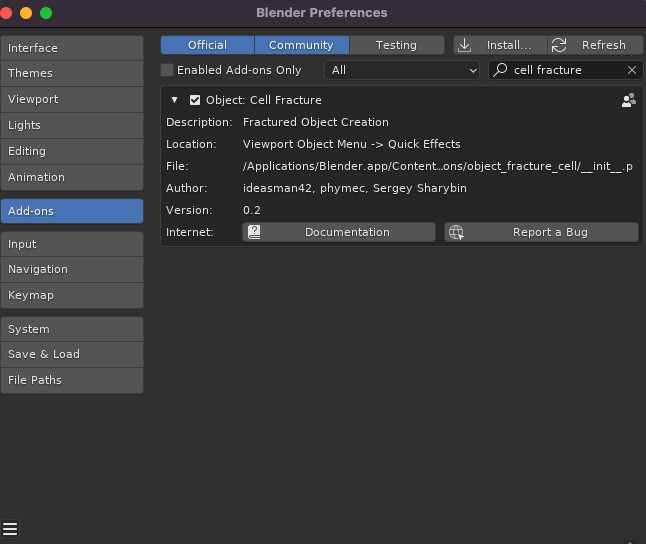 Blender Preferences
Interface
Themes
Viewport
Lights
Editing
Animation
Add-ons
Input
Navigation
Keymap
System
Save & Load
File Paths
Official Community Testing Install... Refresh
Enabled Add-ons Only All cell fracture
Object: Cell Fracture
Description: Fractured Object Creation
Location: Viewport Object Menu -> Quick Effects
File: /Applications/Blender.app/Content...ons/object_fracture_cell/__init__.p
Author: ideasman42, phymec, Sergey Sharybin
Version: 0.2
Internet: Documentation Report a Bug